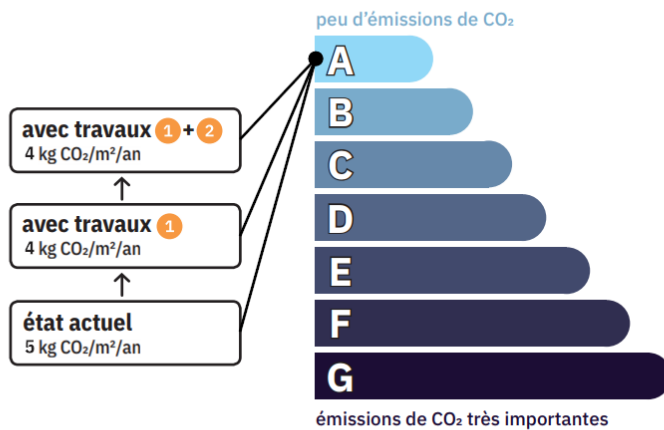 peu d'émissions de CO₂
A
B
C
D
E
F
G
émissions de CO₂ très importantes
avec travaux 1 + 2
4 kg CO₂/m²/an
avec travaux 1
4 kg CO₂/m²/an
état actuel
5 kg CO₂/m²/an